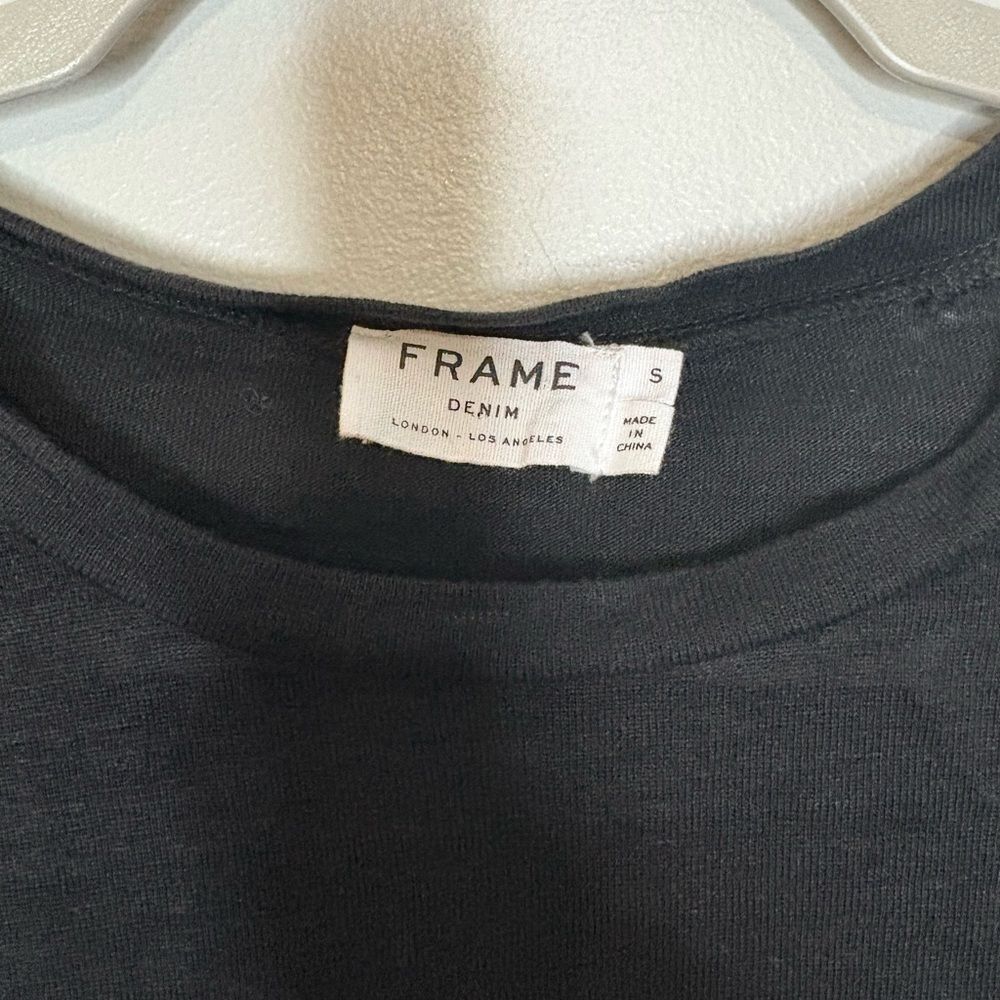 FRAME
DENIM
LONDON - LOS ANGELES
S
MADE
IN
CHINA